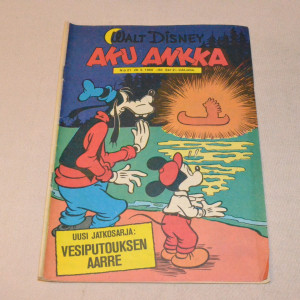 WALT DISNEY
AKU ANKKA
UUSI JATKOSARJA:
VESIPUTOUKSEN
AARRE